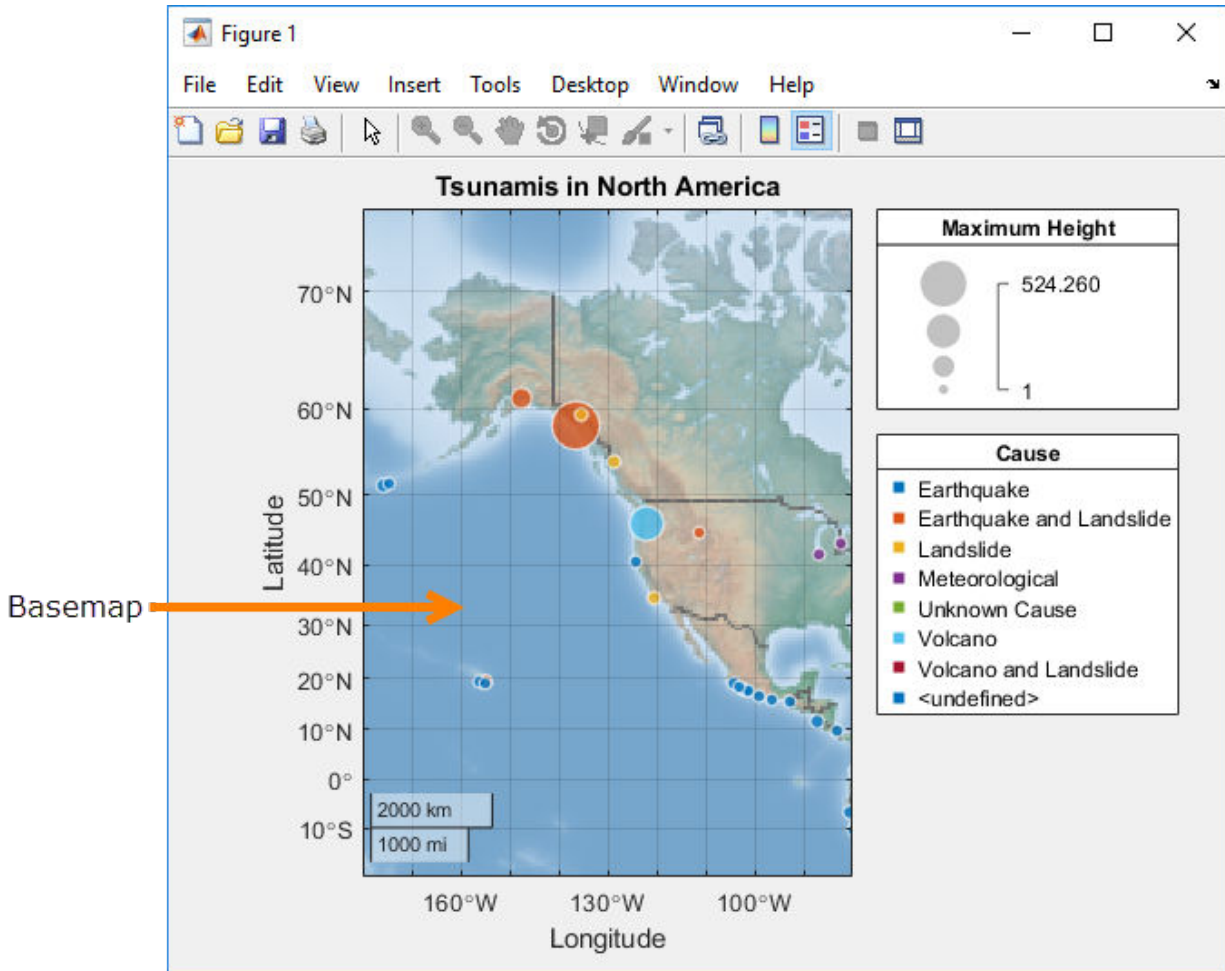 Figure 1
File Edit View Insert Tools Desktop Window Help
Tsunamis in North America
70°N
60°N
50°N
40°N
30°N
20°N
10°N
0°
10°S
Latitude
Basemap
2000 km
1000 mi
160°W 130°W 100°W
Longitude
Maximum Height
524.260
1
Cause
Earthquake
Earthquake and Landslide
Landslide
Meteorological
Unknown Cause
Volcano
Volcano and Landslide
<undefined>